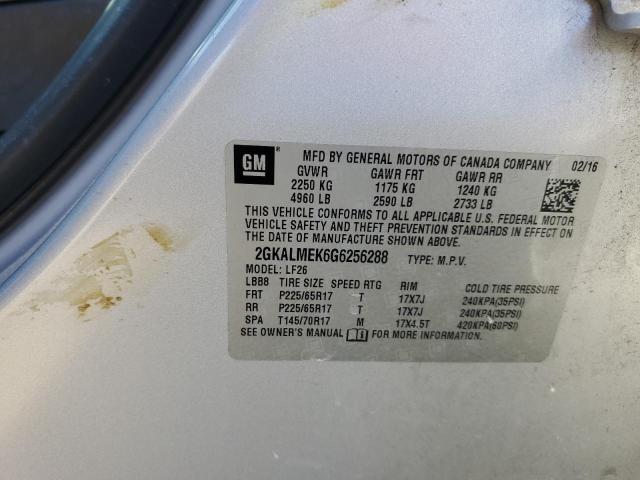 GM ® MFD BY GENERAL MOTORS OF CANADA COMPANY 02/16
GVWR GAWR FRT GAWR RR
2250 KG 1175 KG 1240 KG
4960 LB 2590 LB 2733 LB
THIS VEHICLE CONFORMS TO ALL APPLICABLE U.S. FEDERAL MOTOR
VEHICLE SAFETY AND THEFT PREVENTION STANDARDS IN EFFECT ON
THE DATE OF MANUFACTURE SHOWN ABOVE.
2GKALMEK6G6256288 TYPE: M.P.V.
MODEL: LF26
LBB8 TIRE SIZE SPEED RTG RIM COLD TIRE PRESSURE
FRT P225/65R17 T 17X7J 240KPA(35PSI)
RR P225/65R17 T 17X7J 240KPA(35PSI)
SPA T145/70R17 M 17X4.5T 420KPA(60PSI)
SEE OWNER'S MANUAL FOR MORE INFORMATION.